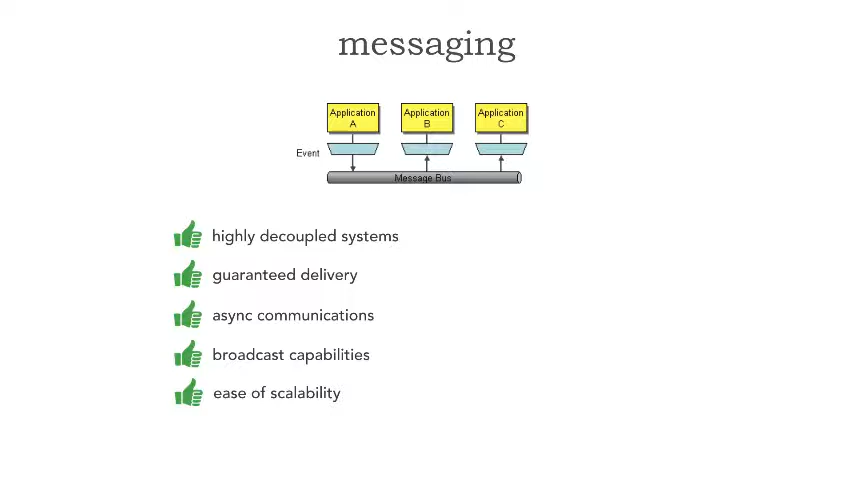 messaging
Application
A
Application
B
Application
C
Event
Message Bus
highly decoupled systems
guaranteed delivery
async communications
broadcast capabilities
ease of scalability